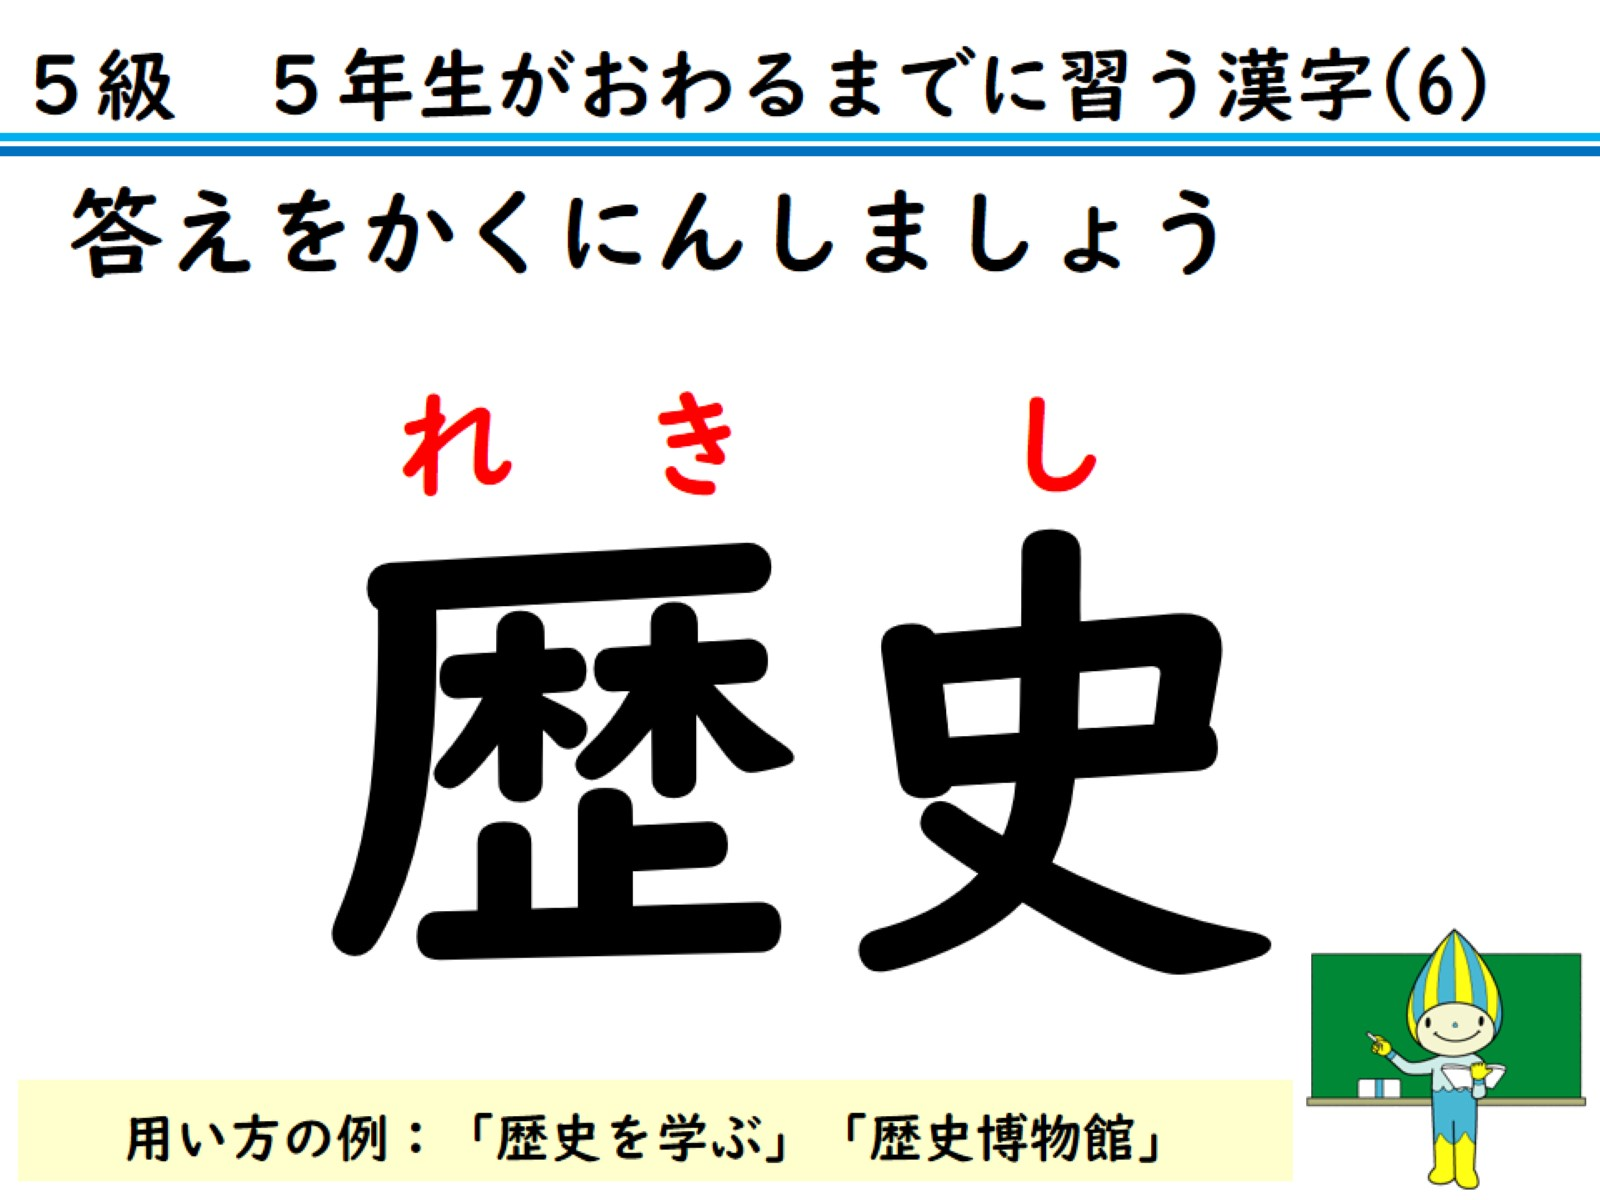 ５級　５年生がおわるまでに習う漢字(6)
答えをかくにんしましょう
れきし
歴史
用い方の例：「歴史を学ぶ」「歴史博物館」